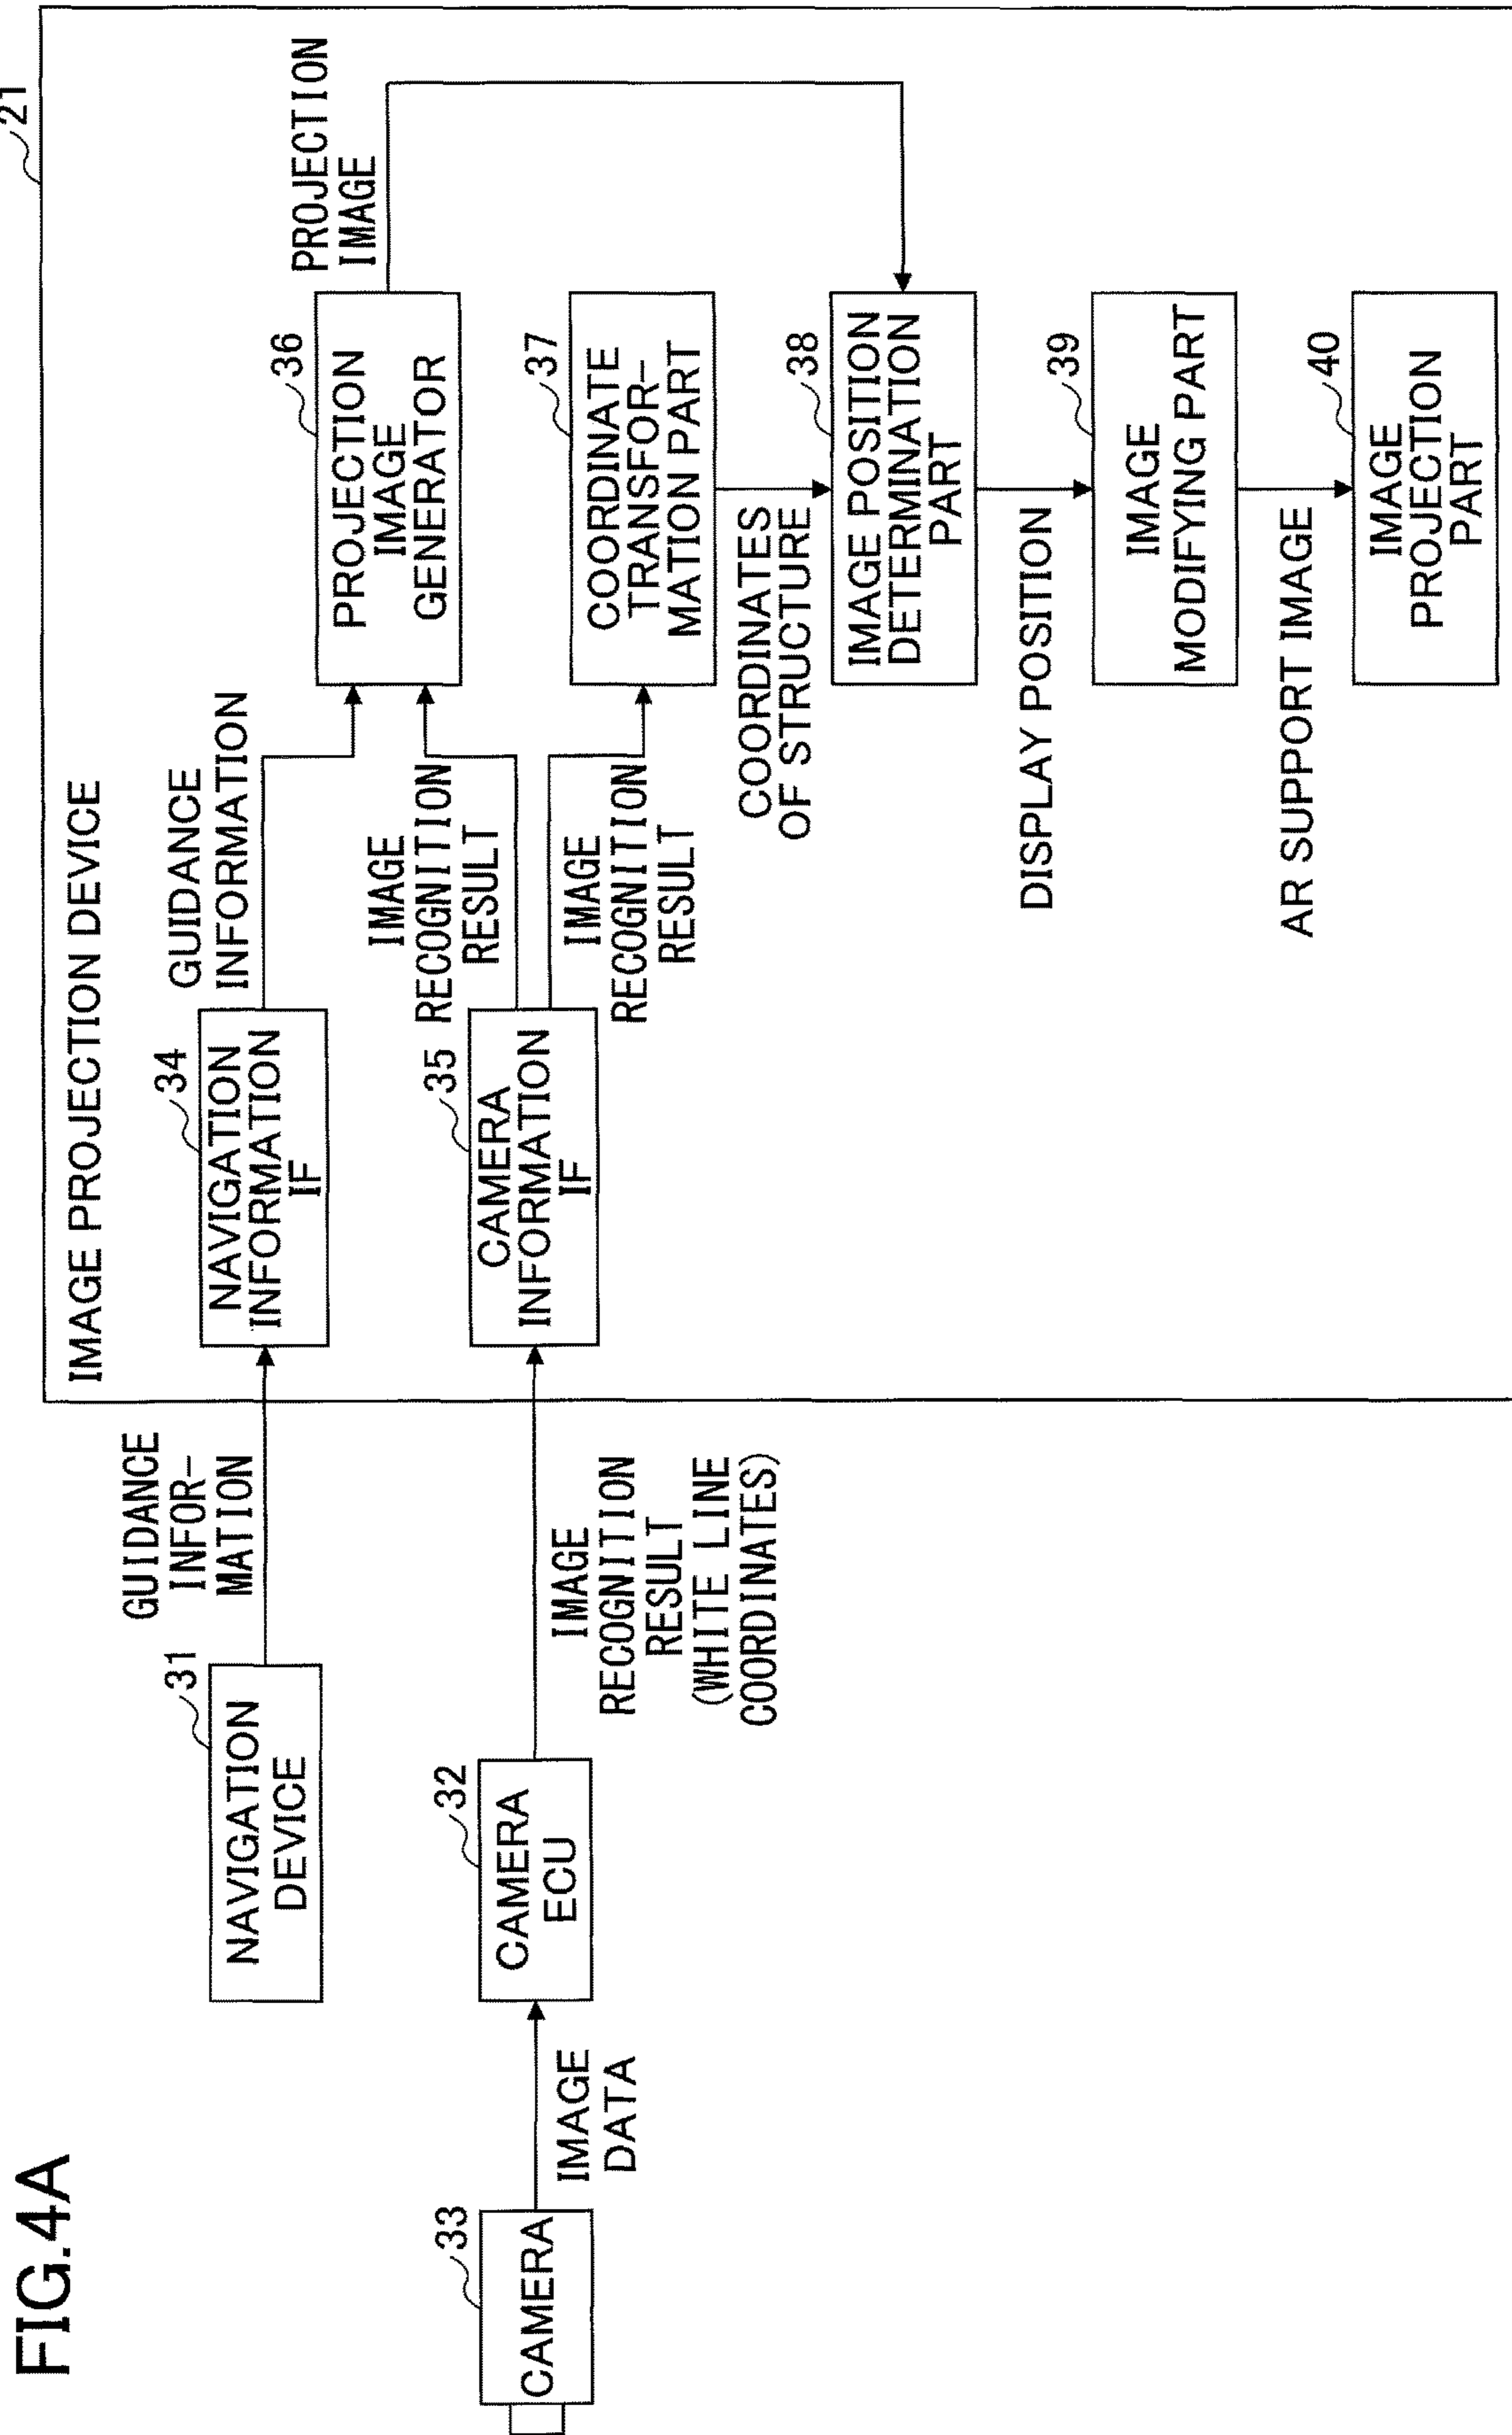 FIG.4A
21
IMAGE PROJECTION DEVICE
31
NAVIGATION
DEVICE
GUIDANCE
INFOR-
MATION
34
NAVIGATION
INFORMATION
IF
GUIDANCE
INFORMATION
33
CAMERA
IMAGE
DATA
32
CAMERA
ECU
IMAGE
RECOGNITION
RESULT
(WHITE LINE
COORDINATES)
35
CAMERA
INFORMATION
IF
IMAGE
RECOGNITION
RESULT
IMAGE
RECOGNITION
RESULT
36
PROJECTION
IMAGE
GENERATOR
PROJECTION
IMAGE
37
COORDINATE
TRANSFOR-
MATION PART
COORDINATES
OF STRUCTURE
38
IMAGE POSITION
DETERMINATION
PART
DISPLAY POSITION
39
IMAGE
MODIFYING PART
AR SUPPORT IMAGE
40
IMAGE
PROJECTION
PART